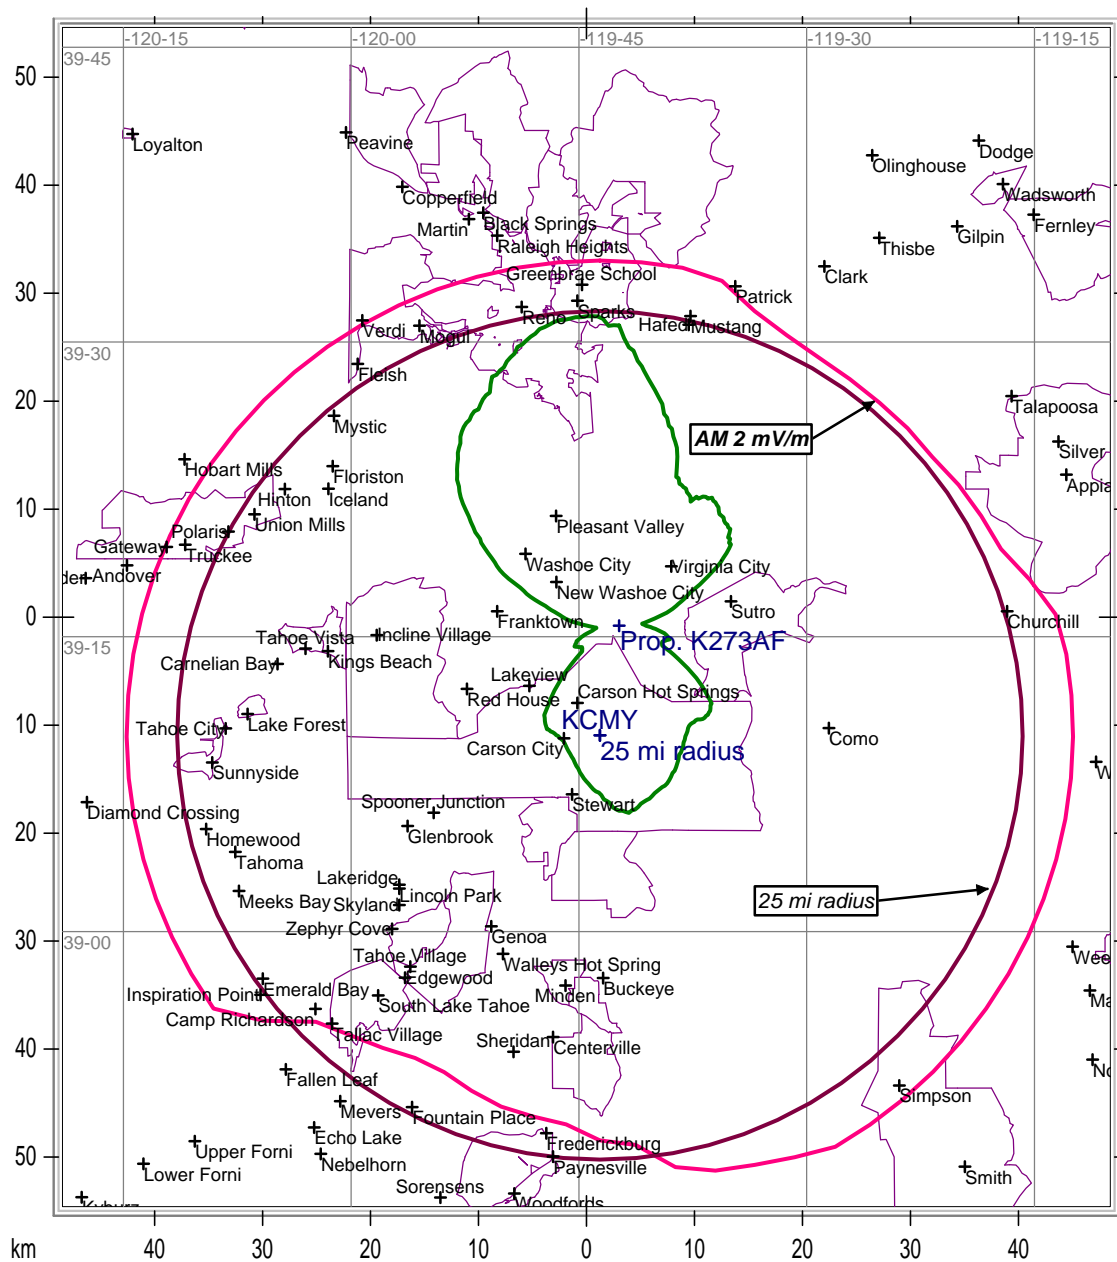 -120-15
-120-00
-119-45
-119-30
-119-15
39-45
50
Loyalton
Peavine
Dodge
Olinghouse
40
Copperfield
Wadsworth
Black Springs
Martin
Fernley
Raleigh Heights
Gilpin
Thisbe
Greenbrae School
Clark
30
Patrick
Sparks
Reno
Verdi
Mogul
Hafed
Mustang
39-30
Fleish
20
Talapoosa
Mystic
AM 2 mV/m
Silver
Hobart Mills
Floriston
Appia
10
Hinton
Iceland
Union Mills
Pleasant Valley
Polaris
Gateway
Truckee
Washoe City
Virginia City
der
Andover
New Washoe City
Sutro
0
Franktown
Churchill
Tahoe Vista
Incline Village
Prop. K273AF
39-15
Carnelian Bay
Kings Beach
Lakeview
Red House
Carson Hot Springs
10
Tahoe City
Lake Forest
KCMY
Carson City
25 mi radius
Como
Sunnyside
W
Diamond Crossing
Spooner Junction
Stewart
20
Homewood
Glenbrook
Tahoma
Lakeridge
Meeks Bay
Lincoln Park
Skyland
25 mi radius
Zephyr Cove
Genoa
30
39-00
Tahoe Village
Walleys Hot Spring
Edgewood
Emerald Bay
Minden
Buckeye
Inspiration Point
South Lake Tahoe
Camp Richardson
Tallac Village
Sheridan
Centerville
40
Fallen Leaf
Simpson
Meyers
Fountain Place
Echo Lake
Frederickburg
50
Upper Forni
Nebelhorn
Paynesville
Lower Forni
Smith
Sorensens
Woodfords
Kyburz
km
40
30
20
10
0
10
20
30
40